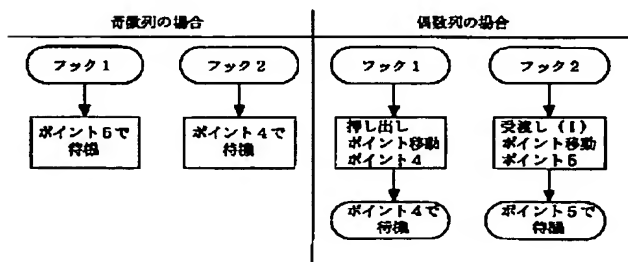 奇数列の場合
フック1
フック2
ポイント5で
待機
ポイント4で
待機
偶数列の場合
フック1
フック2
押し出し
ポイント移動
ポイント4
受渡し(I)
ポイント移動
ポイント5
ポイント4で
待機
ポイント5で
待機